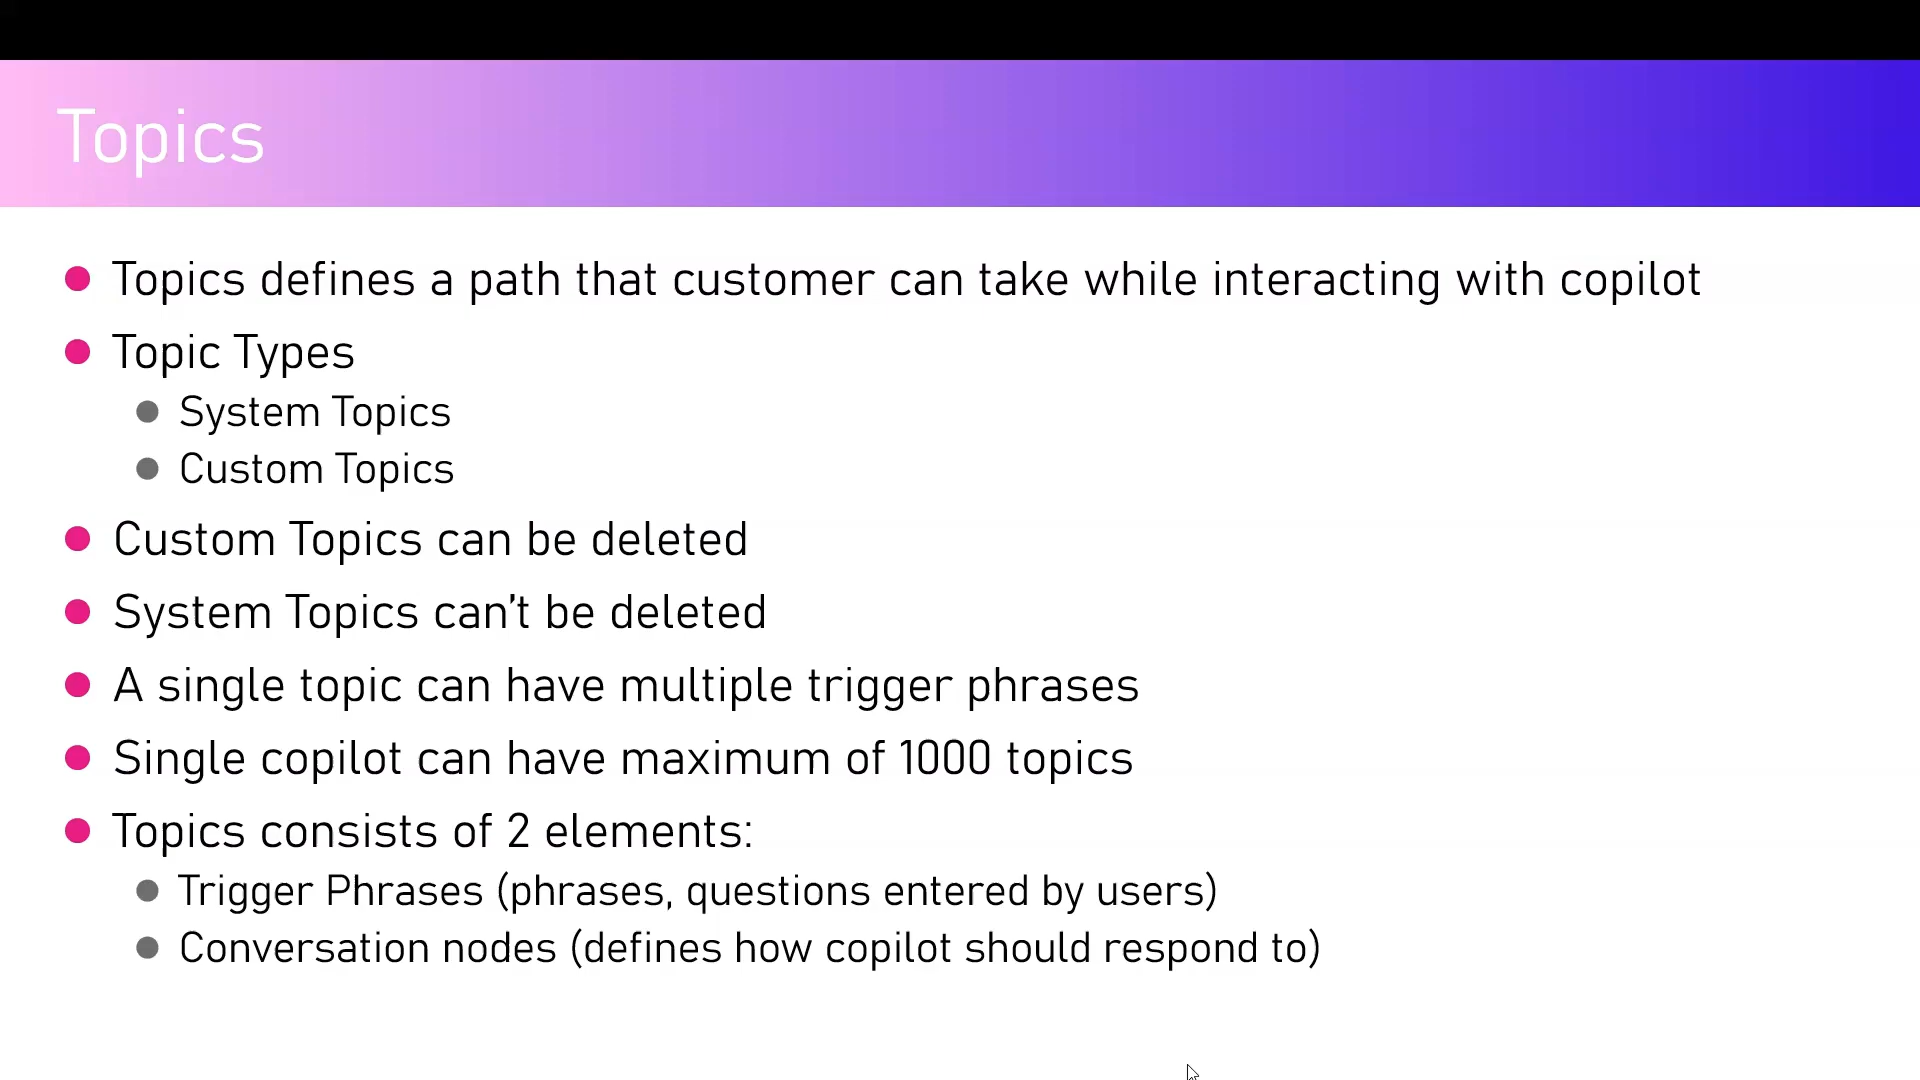 Topics
Topics defines a path that customer can take while interacting with copilot
Topic Types
System Topics
Custom Topics
Custom Topics can be deleted
System Topics can't be deleted
A single topic can have multiple trigger phrases
Single copilot can have maximum of 1000 topics
Topics consists of 2 elements:
Trigger Phrases (phrases, questions entered by users)
Conversation nodes (defines how copilot should respond to)